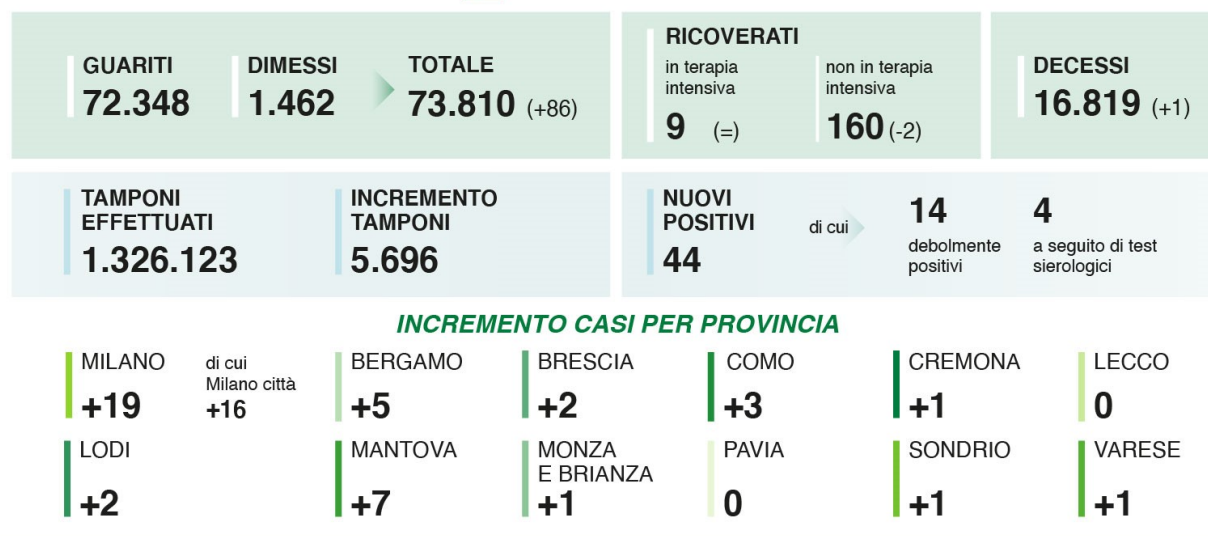 GUARITI
72.348
DIMESSI
1.462
TOTALE
73.810 (+86)
RICOVERATI
in terapia
intensiva
9 (=)
non in terapia
intensiva
160 (-2)
DECESSI
16.819 (+1)
TAMPONI
EFFETTUATI
1.326.123
INCREMENTO
TAMPONI
5.696
NUOVI
POSITIVI
44
di cui
14
debolmente
positivi
4
a seguito di test
sierologici
INCREMENTO CASI PER PROVINCIA
MILANO
+19
di cui
Milano città
+16
BERGAMO
+5
BRESCIA
+2
COMO
+3
CREMONA
+1
LECCO
0
LODI
+2
MANTOVA
+7
MONZA
E BRIANZA
+1
PAVIA
0
SONDRIO
+1
VARESE
+1